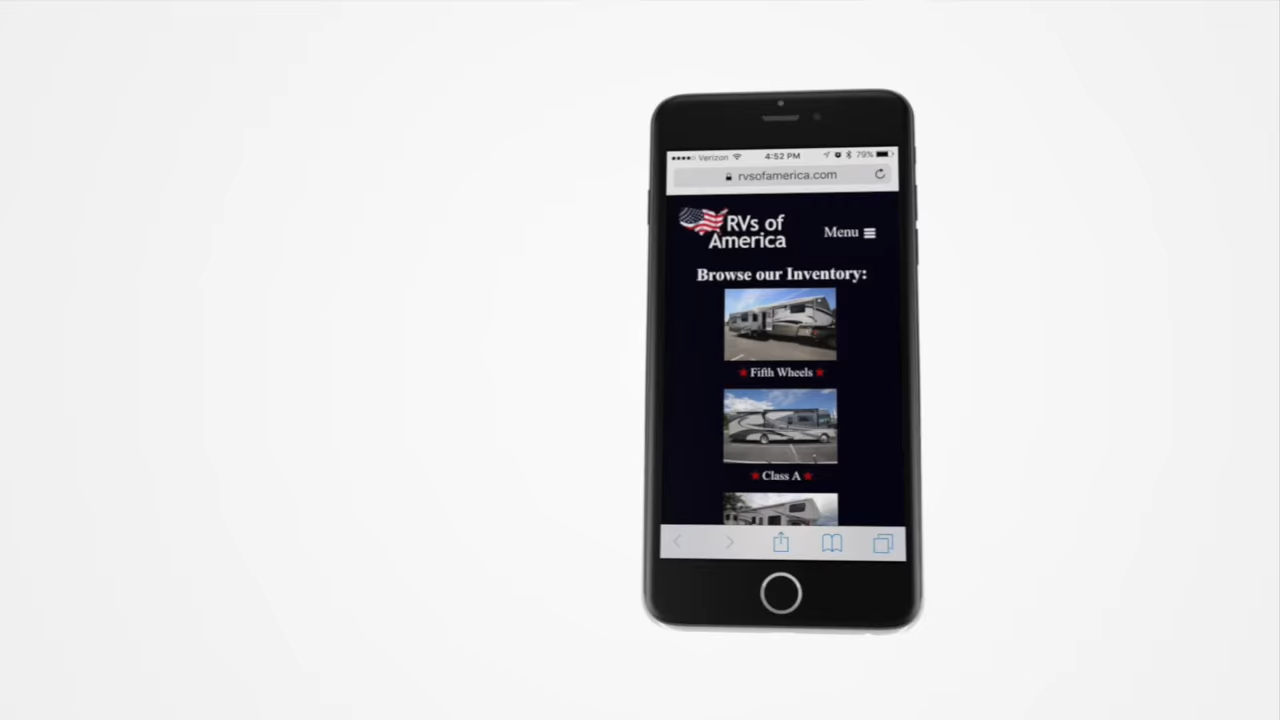 Verizon
4:52 PM
79%
rvsofamerica.com
RVs of
America
Menu
Browse our Inventory:
Fifth Wheels
Class A